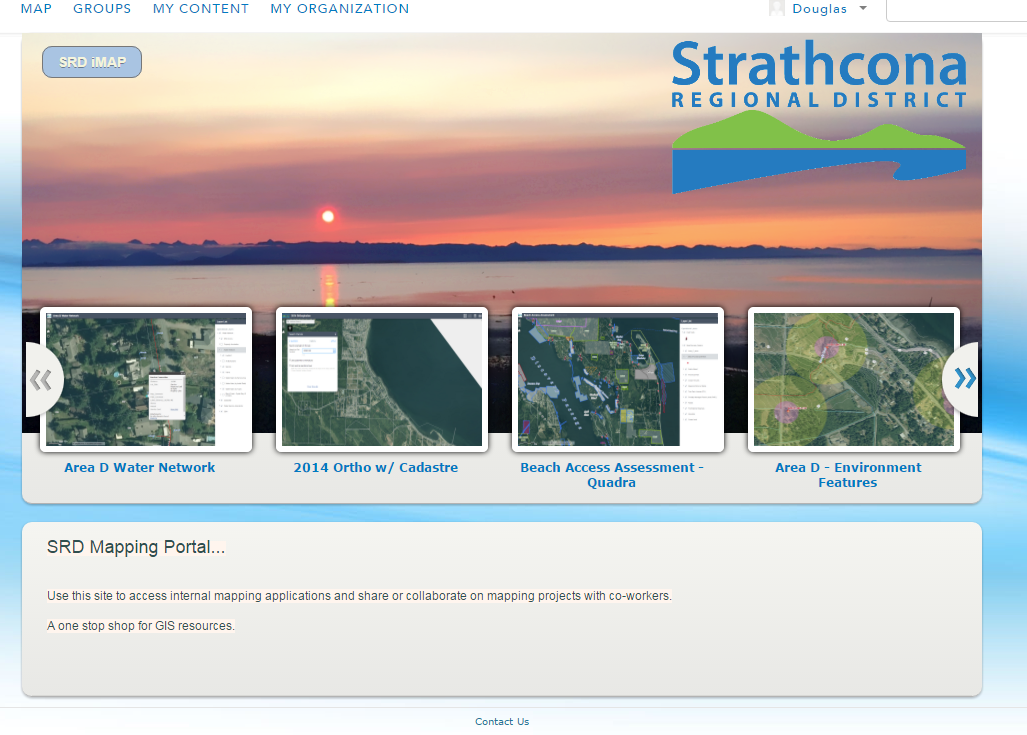 MAP GROUPS MY CONTENT MY ORGANIZATION Douglas
SRD iMAP
Strathcona
REGIONAL DISTRICT
Area D Water Network
2014 Ortho w/ Cadastre
Beach Access Assessment -
Quadra
Area D - Environment
Features
SRD Mapping Portal...
Use this site to access internal mapping applications and share or collaborate on mapping projects with co-workers.
A one stop shop for GIS resources.
Contact Us